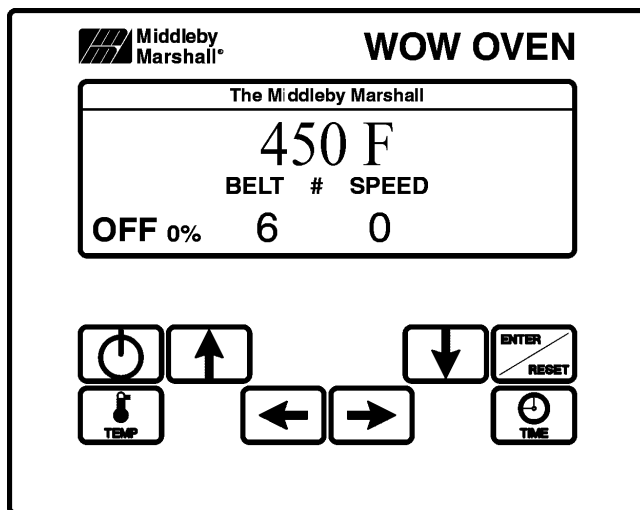 Middleby
Marshall®
WOW OVEN
The Middleby Marshall
450 F
BELT # SPEED
OFF 0% 6 0
ENTER
RESET
TEMP
TIME